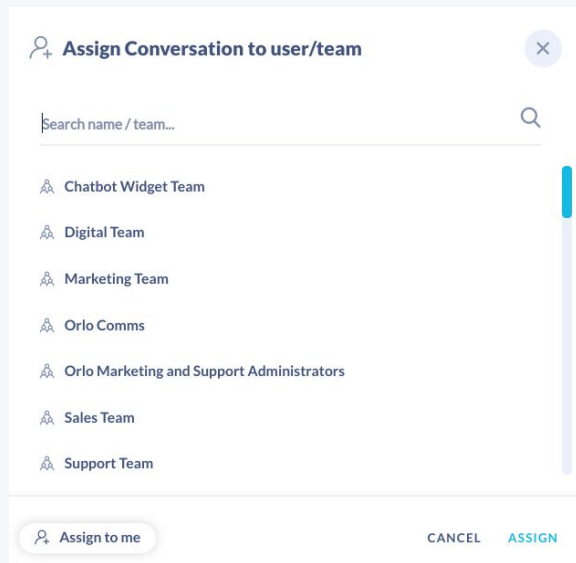 Assign Conversation to user/team
Search name / team...
Chatbot Widget Team
Digital Team
Marketing Team
Orlo Comms
Orlo Marketing and Support Administrators
Sales Team
Support Team
Assign to me
CANCEL
ASSIGN